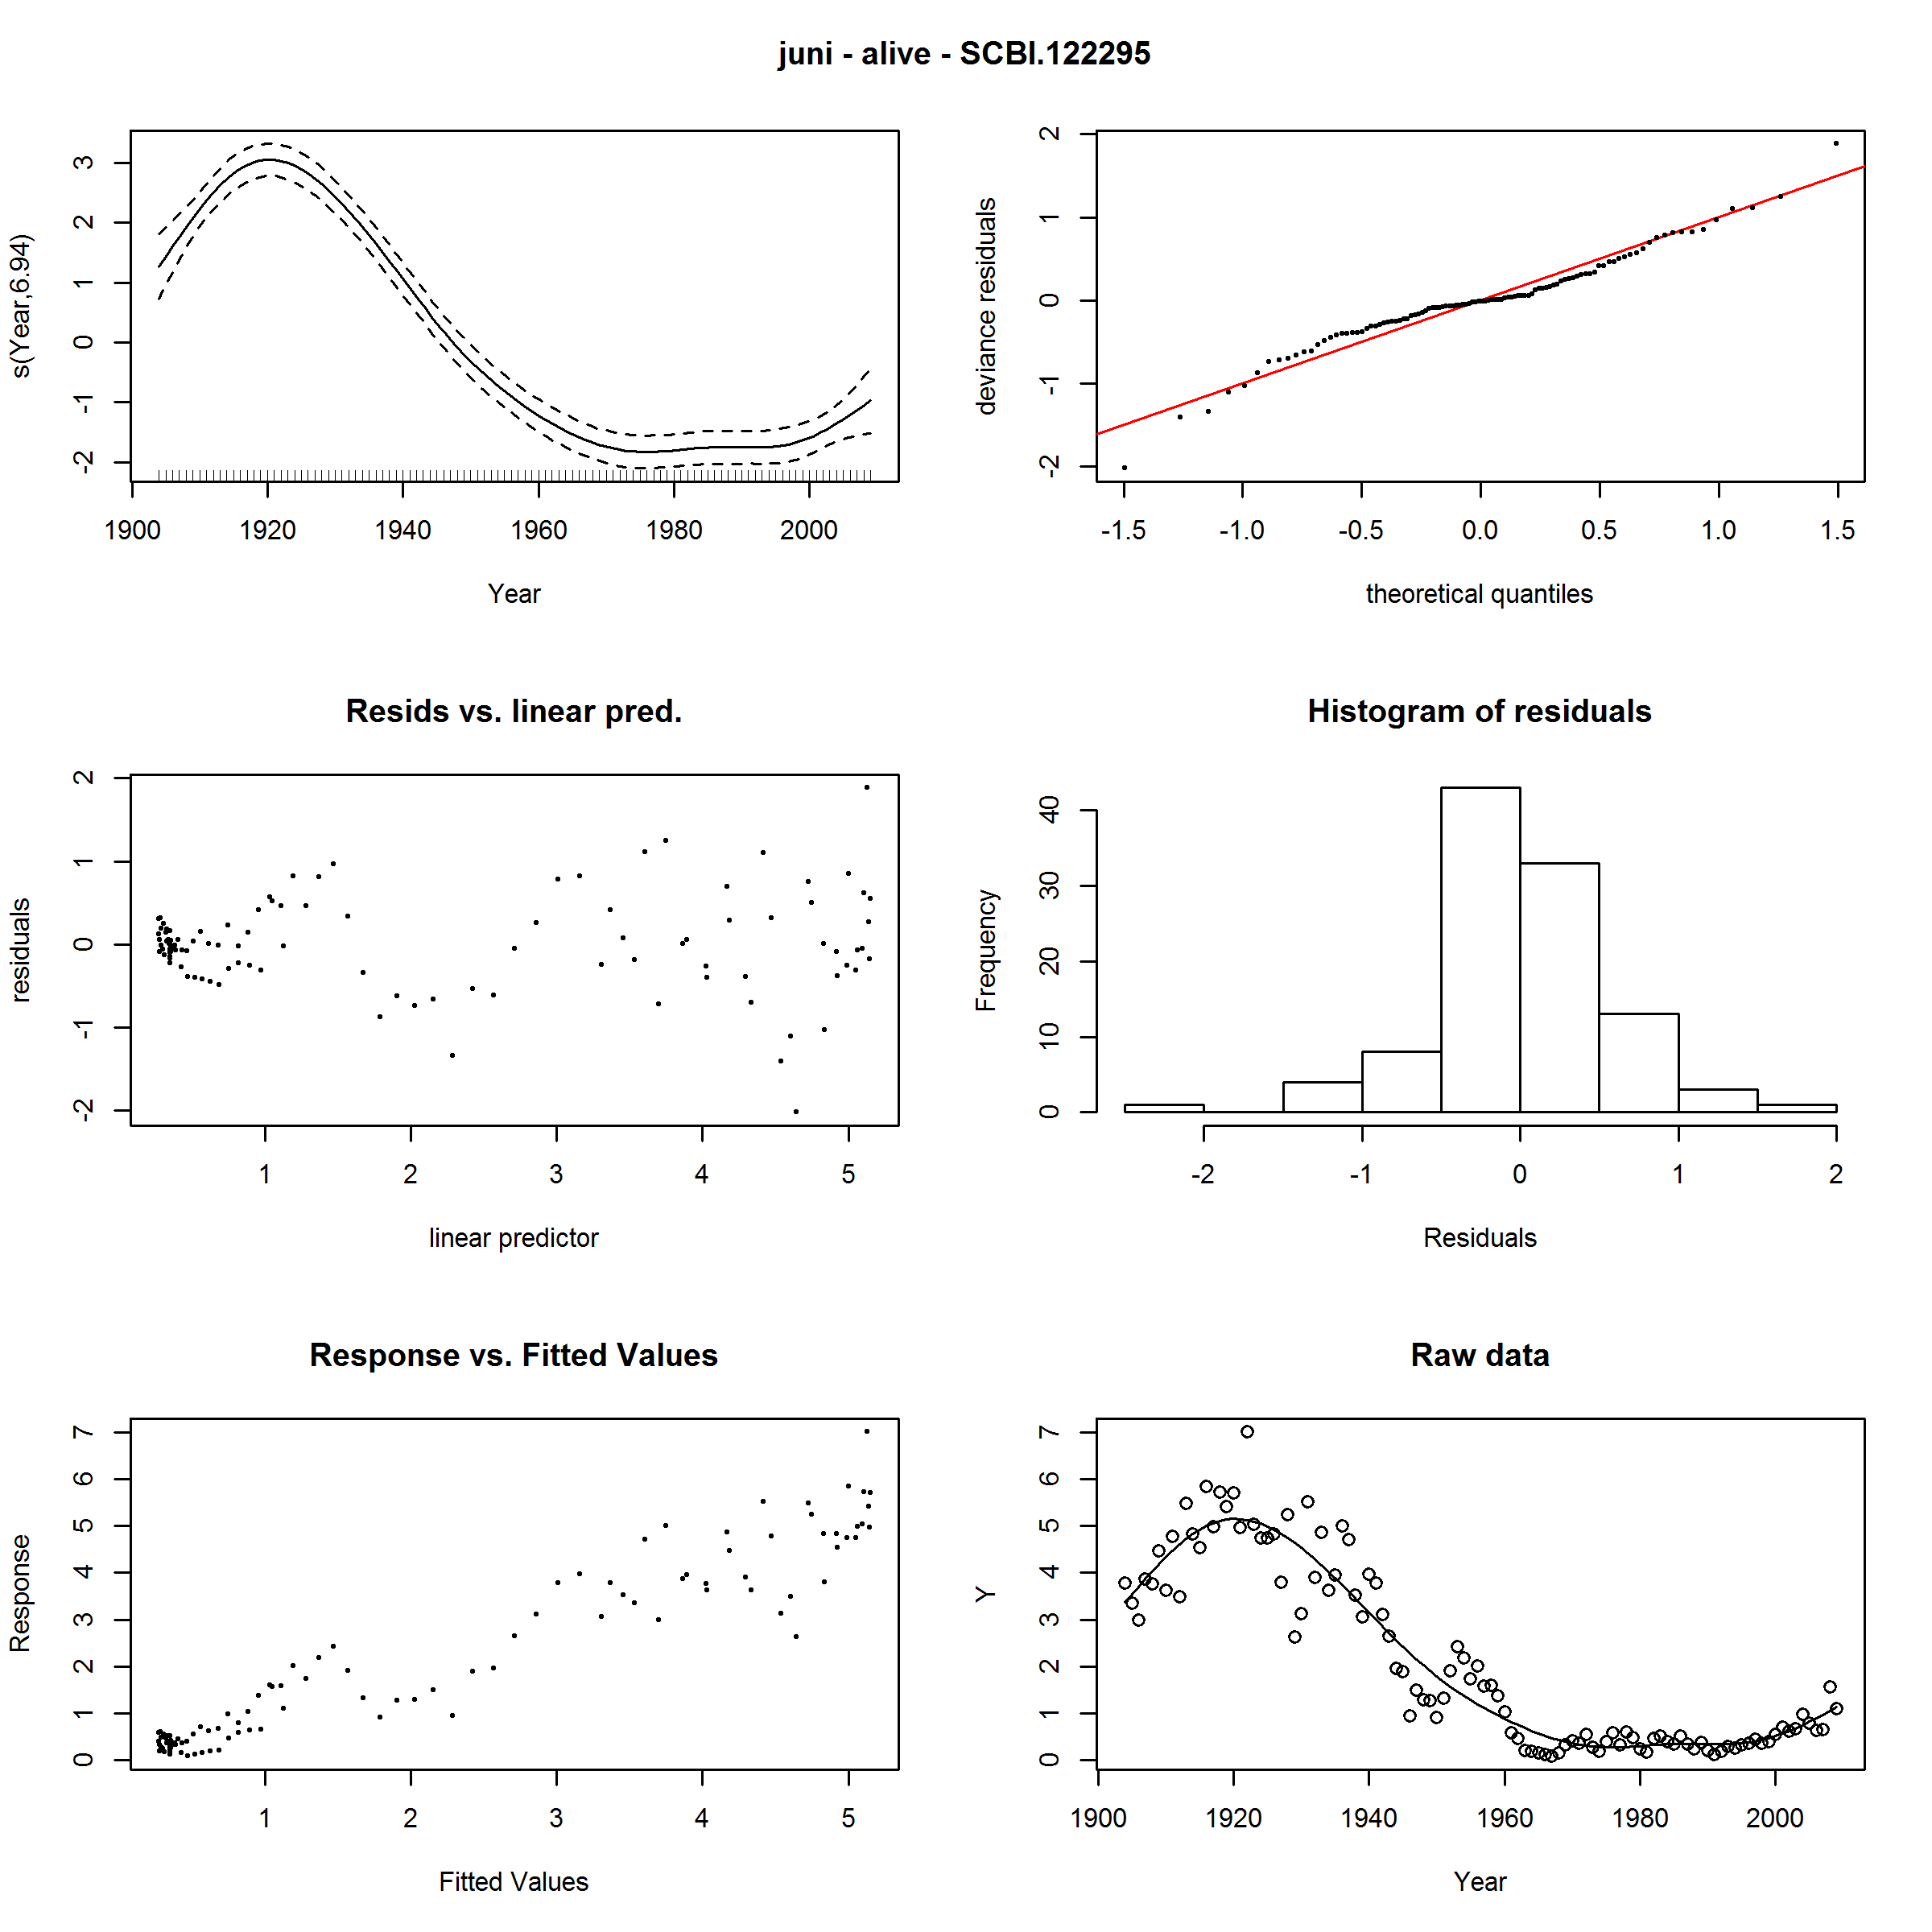 juni - alive - SCBI.122295
s(Year,6.94)
3
2
1
0
-1
-2
1900 1920 1940 1960 1980 2000
Year
deviance residuals
2
1
0
-1
-2
-1.5 -1.0 -0.5 0.0 0.5 1.0 1.5
theoretical quantiles
Resids vs. linear pred.
residuals
2
1
0
-1
-2
1 2 3 4 5
linear predictor
Histogram of residuals
Frequency
40
30
20
10
0
-2 -1 0 1 2
Residuals
Response vs. Fitted Values
Response
7
6
5
4
3
2
1
0
1 2 3 4 5
Fitted Values
Raw data
Y
7
6
5
4
3
2
1
0
1900 1920 1940 1960 1980 2000
Year